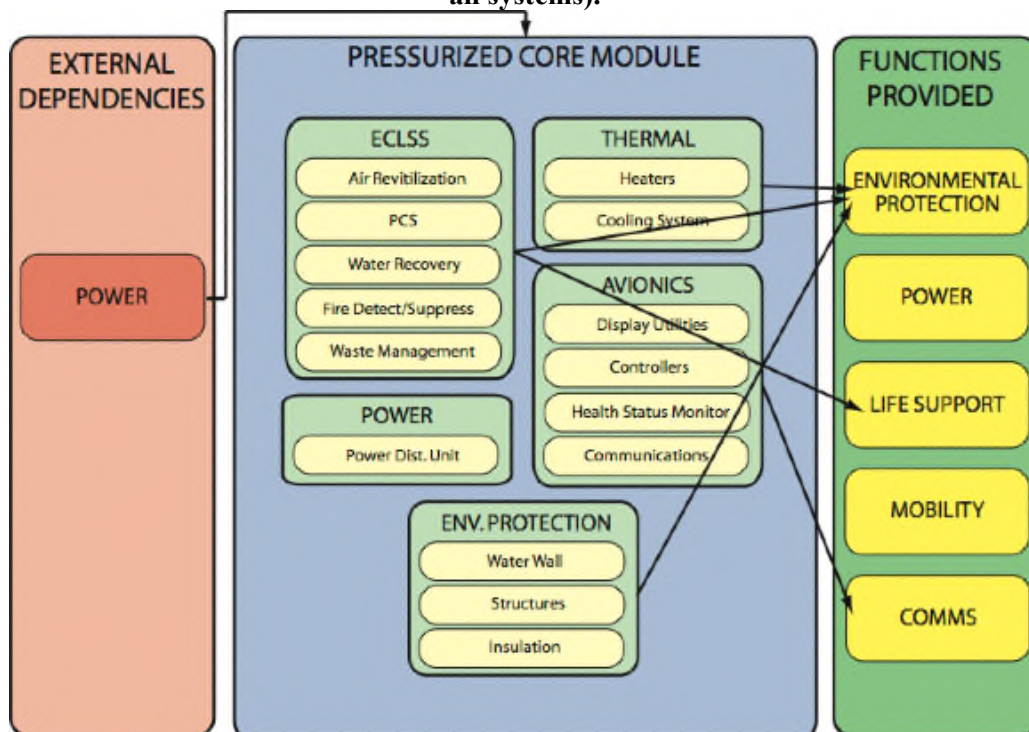 all systems).
EXTERNAL
DEPENDENCIES
POWER
PRESSURIZED CORE MODULE
ECLSS
Air Revitilization
PCS
Water Recovery
Fire Detect/Suppress
Waste Management
THERMAL
Heaters
Cooling System
AVIONICS
Display Utilities
Controllers
Health Status Monitor
Communications
POWER
Power Dist. Unit
ENV. PROTECTION
Water Wall
Structures
Insulation
FUNCTIONS
PROVIDED
ENVIRONMENTAL
PROTECTION
POWER
LIFE SUPPORT
MOBILITY
COMMS